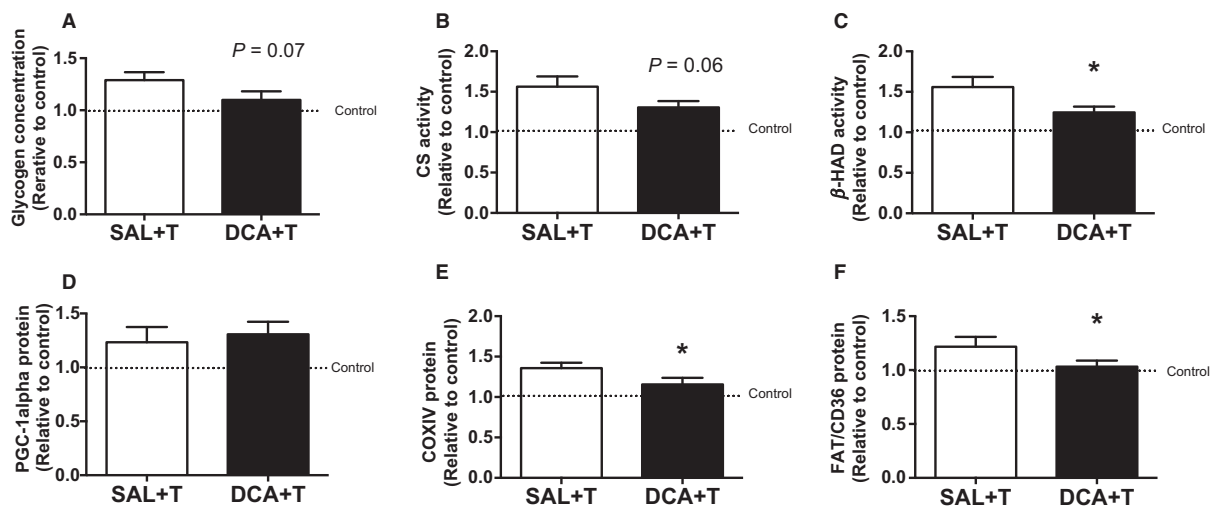 A
Glycogen concentration
(Rerative to control)
1.5
1.0
0.5
0.0
P = 0.07
Control
SAL+T
DCA+T
B
CS activity
(Relative to control)
2.0
1.5
1.0
0.5
0.0
P = 0.06
Control
SAL+T
DCA+T
C
β-HAD activity
(Relative to control)
2.0
1.5
1.0
0.5
0.0
*
Control
SAL+T
DCA+T
D
PGC-1alpha protein
(Relative to control)
1.5
1.0
0.5
0.0
Control
SAL+T
DCA+T
E
COXIV protein
(Relative to control)
2.0
1.5
1.0
0.5
0.0
*
Control
SAL+T
DCA+T
F
FAT/CD36 protein
(Relative to control)
1.5
1.0
0.5
0.0
*
Control
SAL+T
DCA+T